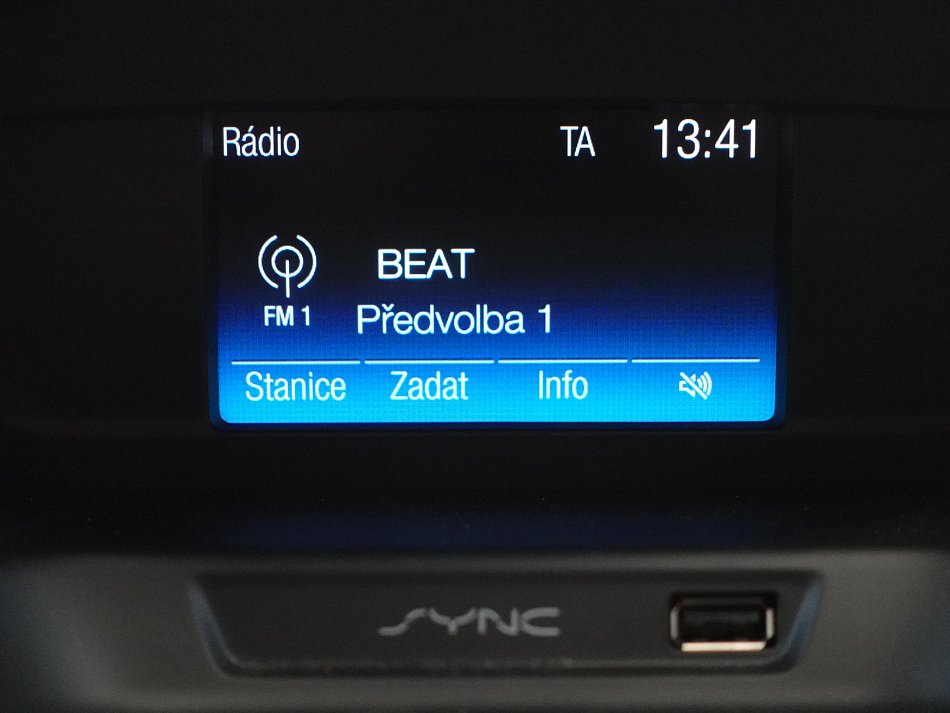 Rádio TA 13:41
BEAT
FM 1 Předvolba 1
Stanice Zadat Info
SYNC